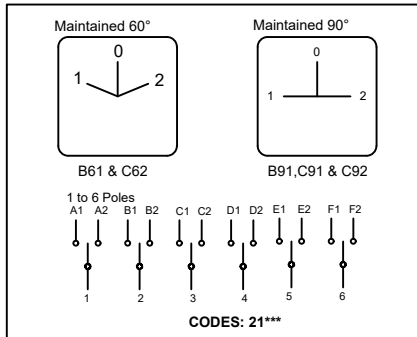 Maintained 60°
Maintained 90°
0
1 2
0
1 2
B61 & C62
B91,C91 & C92
1 to 6 Poles
A1 A2 B1 B2 C1 C2 D1 D2 E1 E2 F1 F2
1 2 3 4 5 6
CODES: 21***